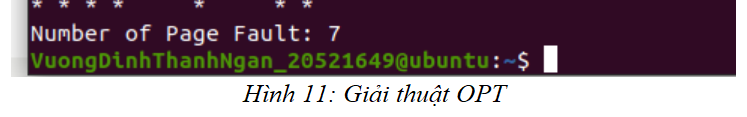 * * * *     *     * *
Number of Page Fault: 7
VuongDinhThanhNgan_20521649@ubuntu:~$
Hình 11: Giải thuật OPT